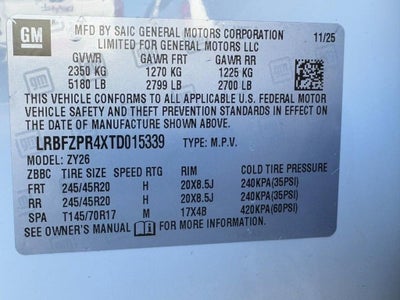 GM
MFD BY SAIC GENERAL MOTORS CORPORATION
LIMITED FOR GENERAL MOTORS LLC
11/25
GVWR GAWR FRT GAWR RR
2350 KG 1270 KG 1225 KG
5180 LB 2799 LB 2700 LB
THIS VEHICLE CONFORMS TO ALL APPLICABLE U.S. FEDERAL MOTOR
VEHICLE SAFETY AND THEFT PREVENTION STANDARDS IN EFFECT ON
THE DATE OF MANUFACTURE SHOWN ABOVE.
LRBFZPR4XTD015339 TYPE: M.P.V.
MODEL: ZY26
ZBBC TIRE SIZE SPEED RTG RIM COLD TIRE PRESSURE
FRT 245/45R20 H 20X8.5J 240KPA(35PSI)
RR 245/45R20 H 20X8.5J 240KPA(35PSI)
SPA T145/70R17 M 17X4B 420KPA(60PSI)
SEE OWNER'S MANUAL FOR MORE INFORMATION.